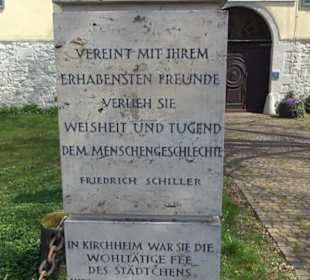 VEREINT MIT IHREM
ERHABENSTEN FREUNDE
VERLIEH SIE
WEISHEIT UND TUGEND
DEM MENSCHENGESCHLECHTE
FRIEDRICH SCHILLER
IN KIRCHHEIM WAR SIE DIE
WOHLTÄTIGE FEE
DES STÄDTCHENS